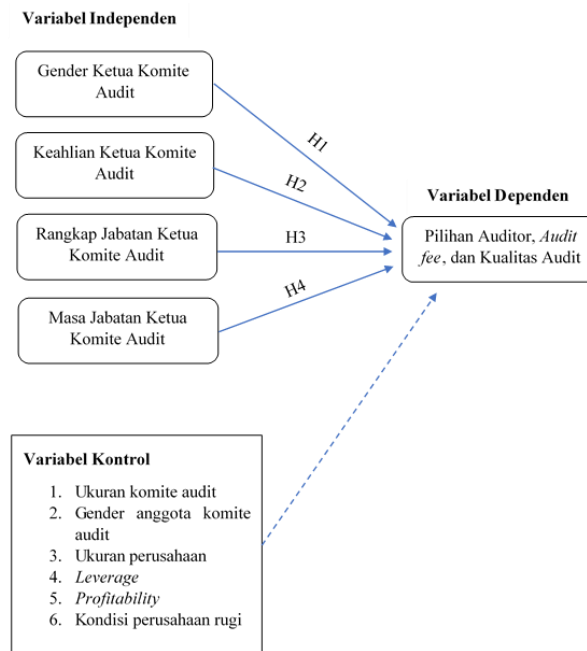 Variabel Independen
Gender Ketua Komite
Audit
Keahlian Ketua Komite
Audit
Rangkap Jabatan Ketua
Komite Audit
Masa Jabatan Ketua
Komite Audit
H1
H2
H3
H4
Variabel Dependen
Pilihan Auditor, Audit
fee, dan Kualitas Audit
Variabel Kontrol
1. Ukuran komite audit
2. Gender anggota komite
audit
3. Ukuran perusahaan
4. Leverage
5. Profitability
6. Kondisi perusahaan rugi